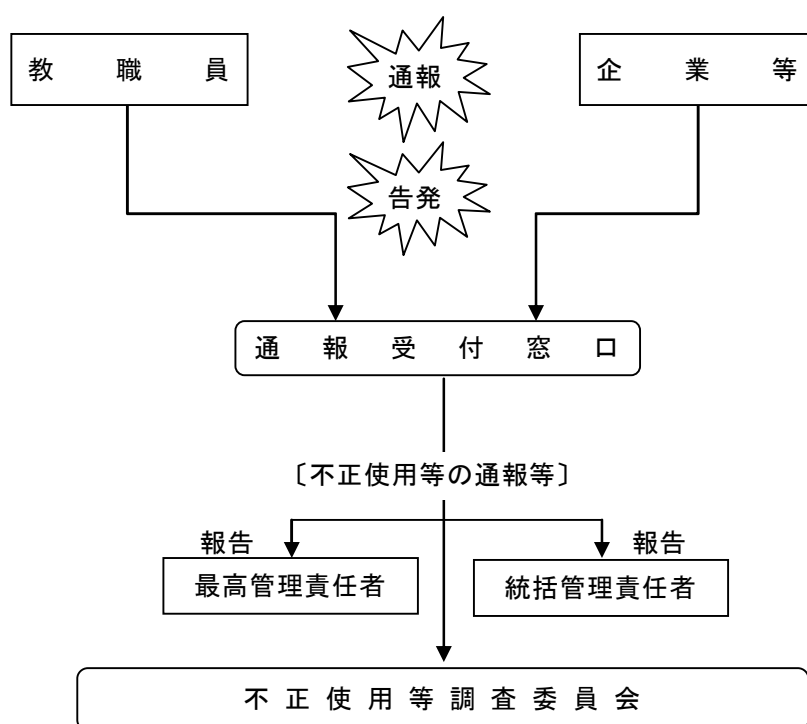 教職員
通報
企業等
告発
通報受付窓口
〔不正使用等の通報等〕
報告
報告
最高管理責任者
統括管理責任者
不正使用等調査委員会